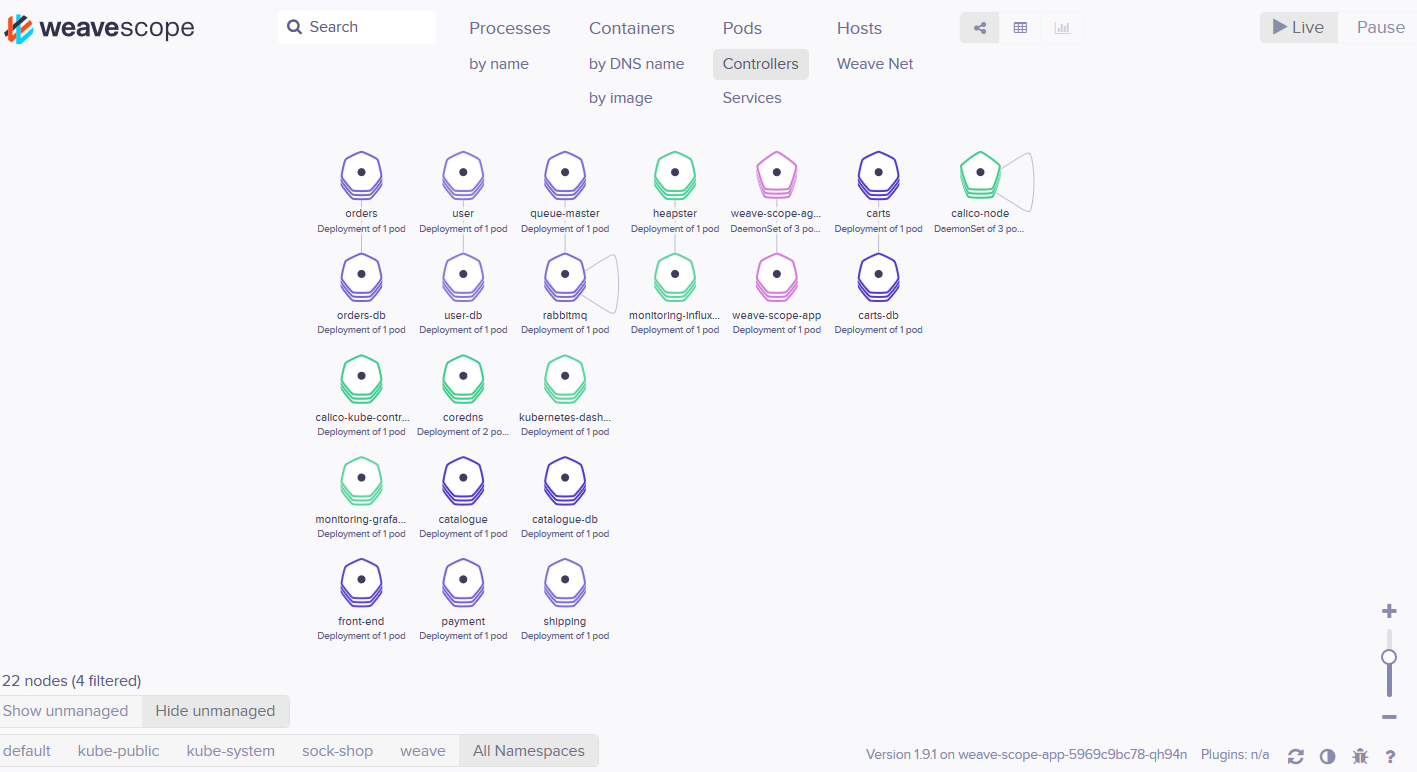 weavescope
Search
Processes Containers Pods Hosts
Live Pause
by name by DNS name Controllers Weave Net
by image Services
orders user queue-master heapster weave-scope-ag... carts calico-node
Deployment of 1 pod Deployment of 1 pod Deployment of 1 pod Deployment of 1 pod DaemonSet of 3 po... Deployment of 1 pod DaemonSet of 3 po...
orders-db user-db rabbitmq monitoring-influx... weave-scope-app carts-db
Deployment of 1 pod Deployment of 1 pod Deployment of 1 pod Deployment of 1 pod Deployment of 1 pod Deployment of 1 pod
calico-kube-contr... coredns kubernetes-dash...
Deployment of 1 pod Deployment of 2 po... Deployment of 1 pod
monitoring-grafa... catalogue catalogue-db
Deployment of 1 pod Deployment of 1 pod Deployment of 1 pod
front-end payment shipping
Deployment of 1 pod Deployment of 1 pod Deployment of 1 pod
22 nodes (4 filtered)
Show unmanaged Hide unmanaged
default kube-public kube-system sock-shop weave All Namespaces
Version 1.9.1 on weave-scope-app-5969c9bc78-qh94n Plugins: n/a ?